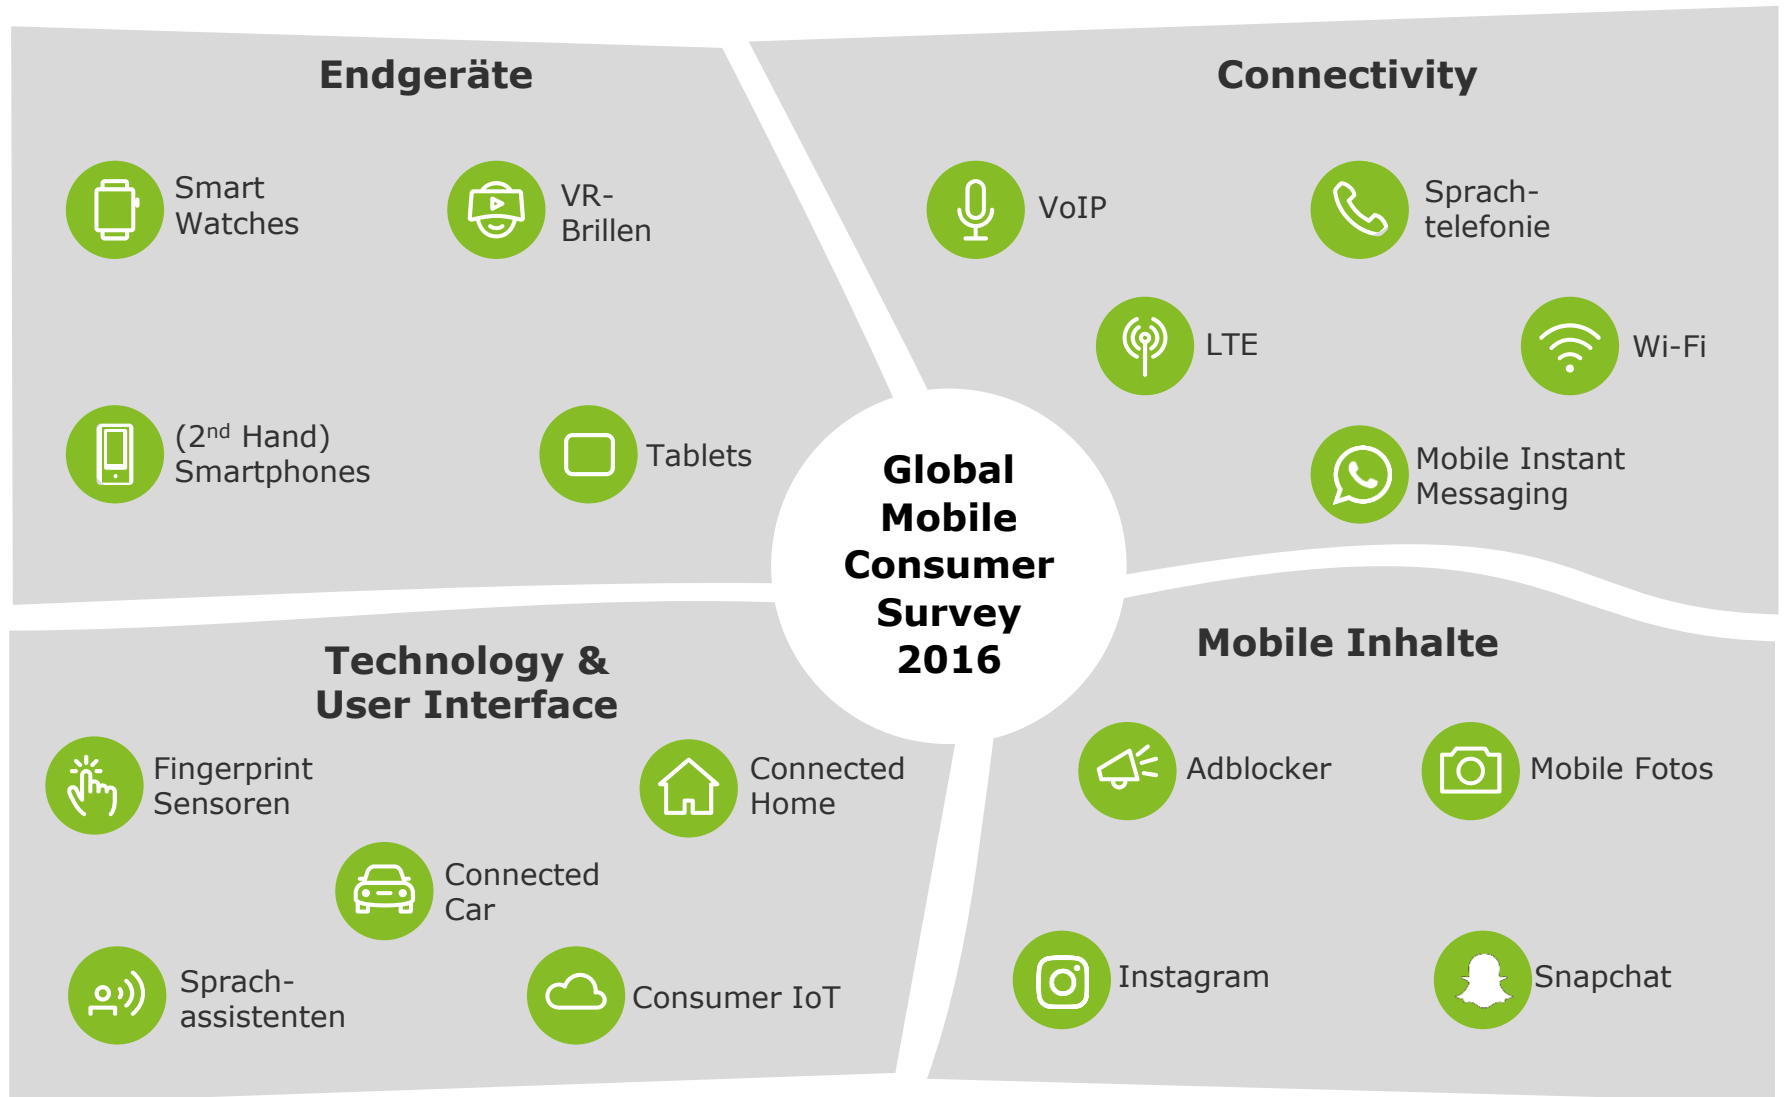 Endgeräte
Smart
Watches
VR-
Brillen
(2nd Hand)
Smartphones
Tablets
Connectivity
VoIP
Sprach-
telefonie
LTE
Wi-Fi
Mobile Instant
Messaging
Global
Mobile
Consumer
Survey
2016
Technology &
User Interface
Fingerprint
Sensoren
Connected
Home
Connected
Car
Sprach-
assistenten
Consumer IoT
Mobile Inhalte
Adblocker
Mobile Fotos
Instagram
Snapchat